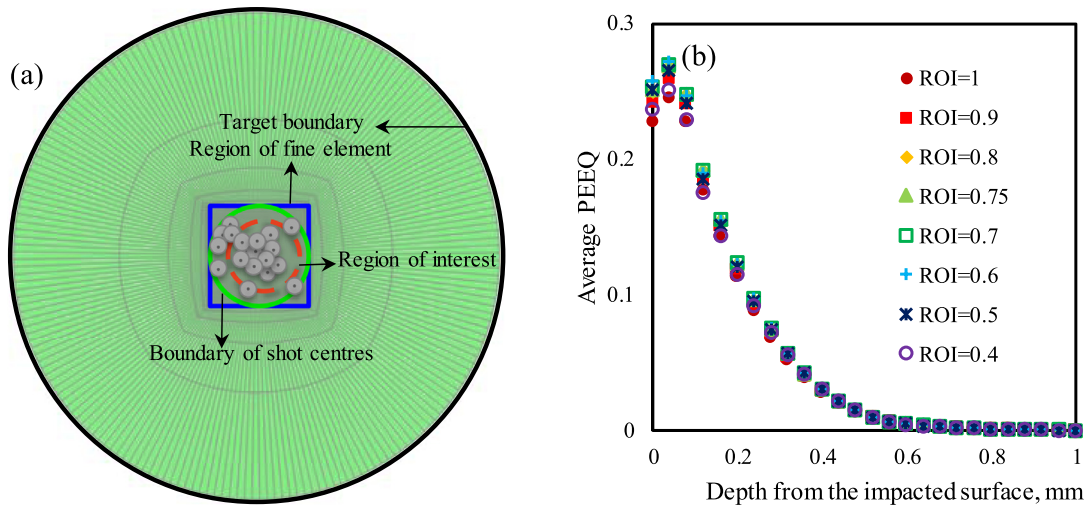 (a)
Target boundary
Region of fine element
Region of interest
Boundary of shot centres
(b)
Average PEEQ
0.3
0.2
0.1
0
ROI=1
ROI=0.9
ROI=0.8
ROI=0.75
ROI=0.7
ROI=0.6
ROI=0.5
ROI=0.4
0 0.2 0.4 0.6 0.8 1
Depth from the impacted surface, mm